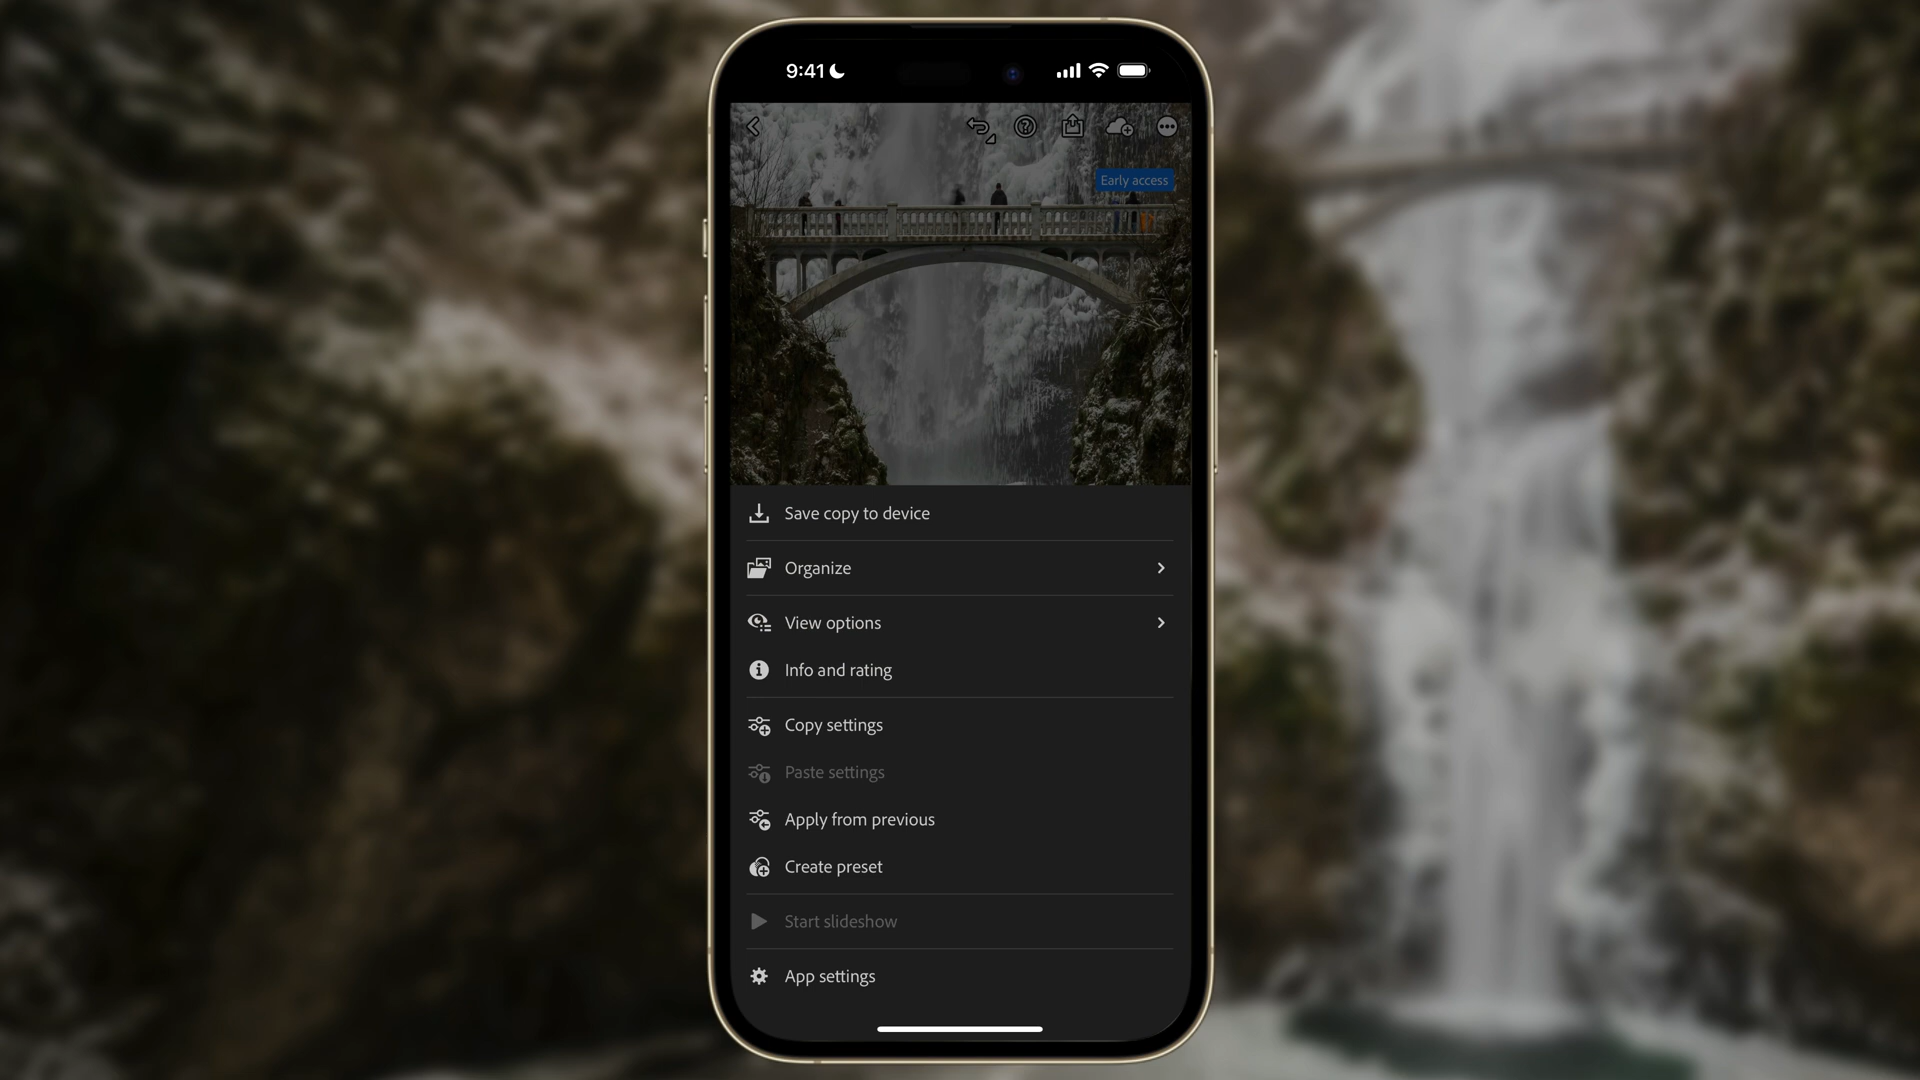 9:41
Early access
Save copy to device
Organize
View options
Info and rating
Copy settings
Paste settings
Apply from previous
Create preset
Start slideshow
App settings